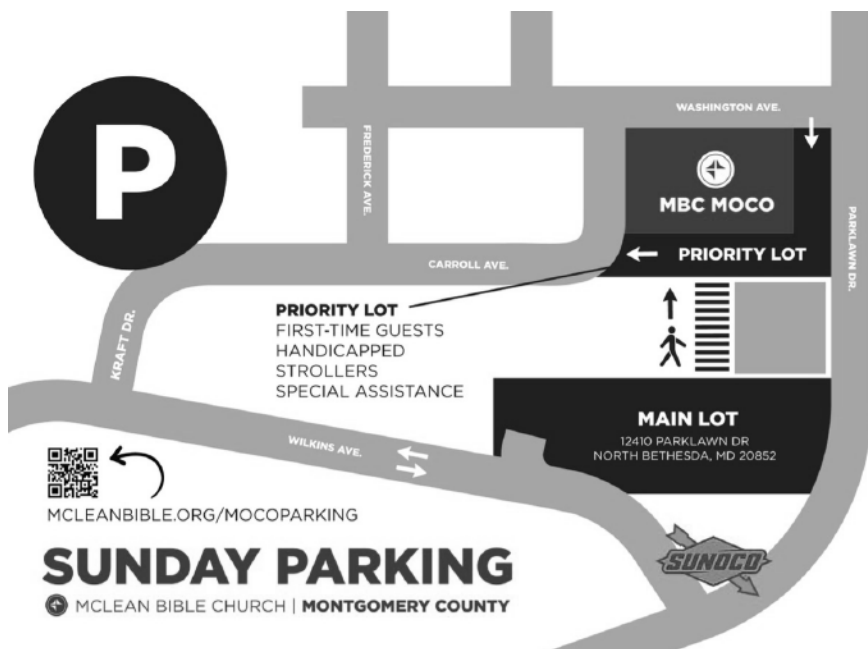 P
WASHINGTON AVE.
FREDERICK AVE.
MBC MOCO
PARKLAWN DR.
PRIORITY LOT
CARROLL AVE.
PRIORITY LOT
FIRST-TIME GUESTS
HANDICAPPED
STROLLERS
SPECIAL ASSISTANCE
KRAFT DR.
MAIN LOT
12410 PARKLAWN DR
NORTH BETHESDA, MD 20852
WILKINS AVE.
MCLEANBIBLE.ORG/MOCOPARKING
SUNOCO
SUNDAY PARKING
MCLEAN BIBLE CHURCH | MONTGOMERY COUNTY